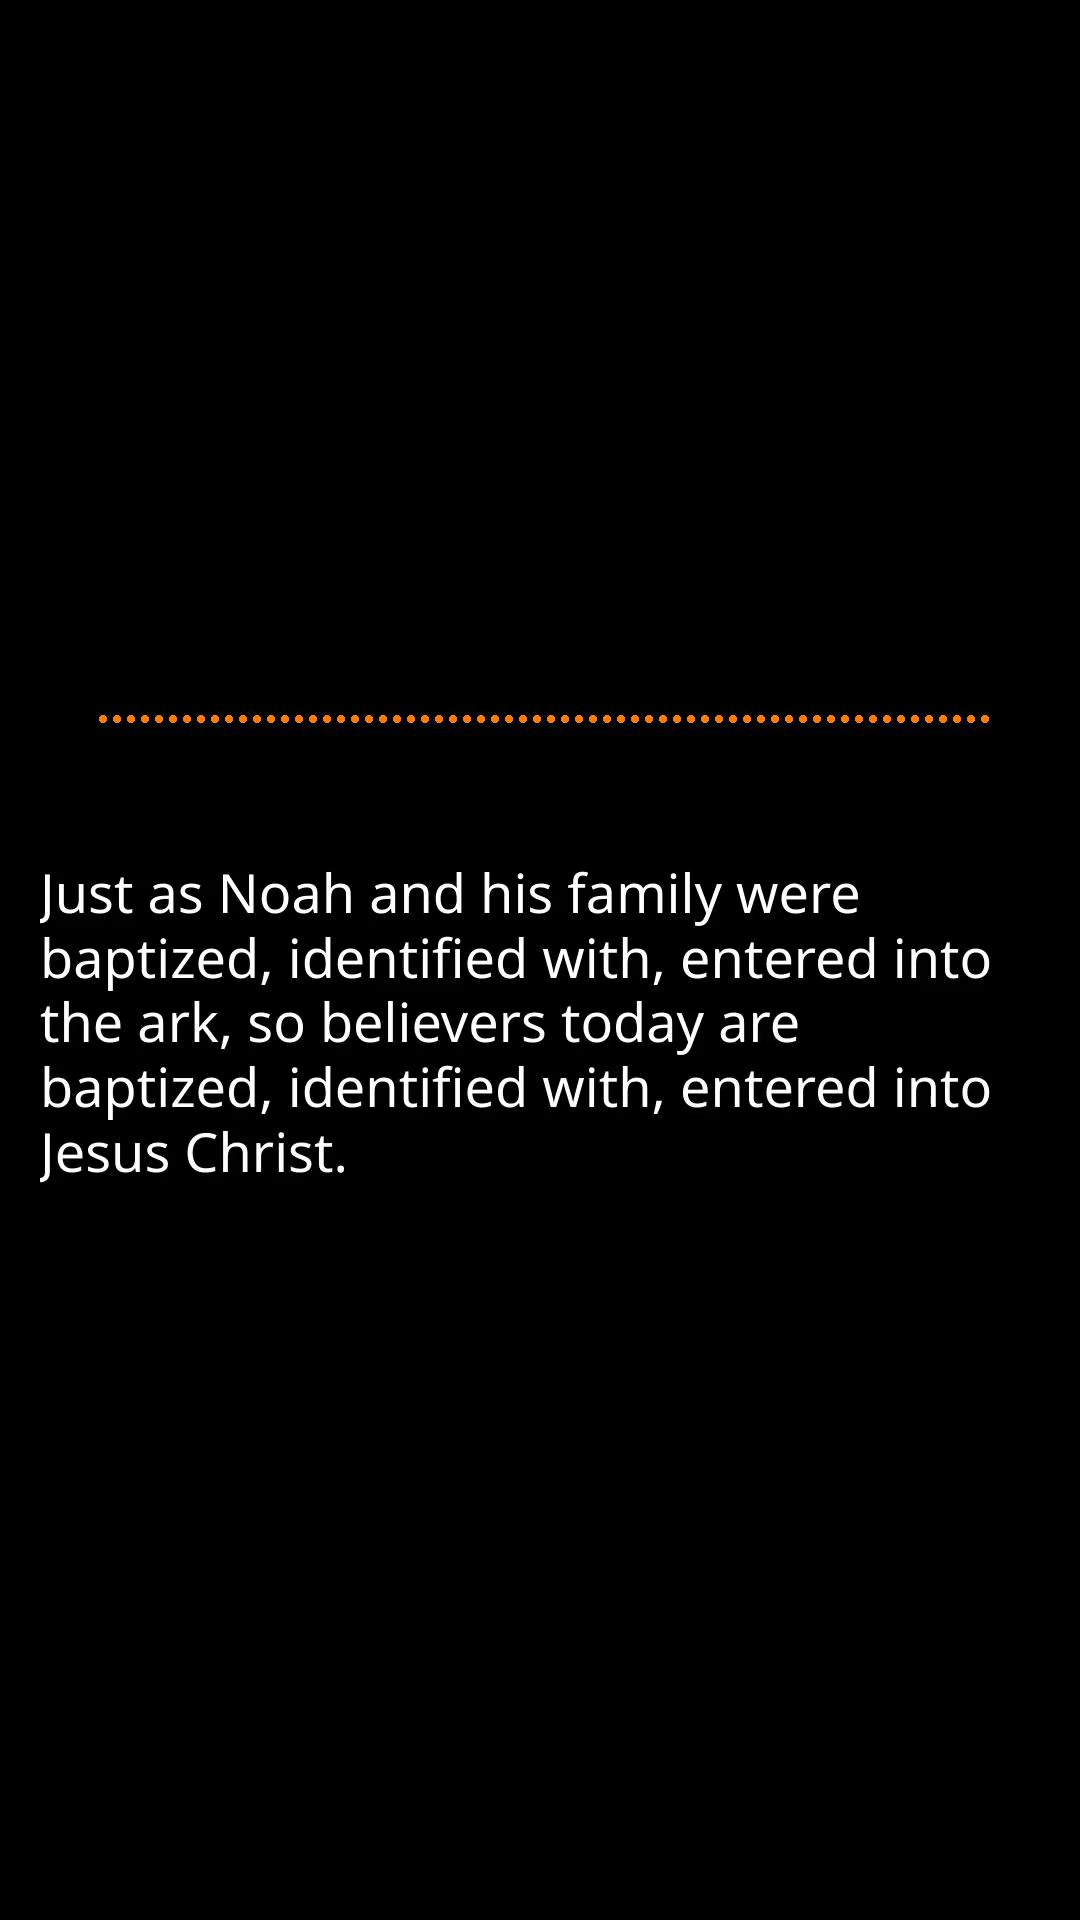 Just as Noah and his family were
baptized, identified with, entered into
the ark, so believers today are
baptized, identified with, entered into
Jesus Christ.